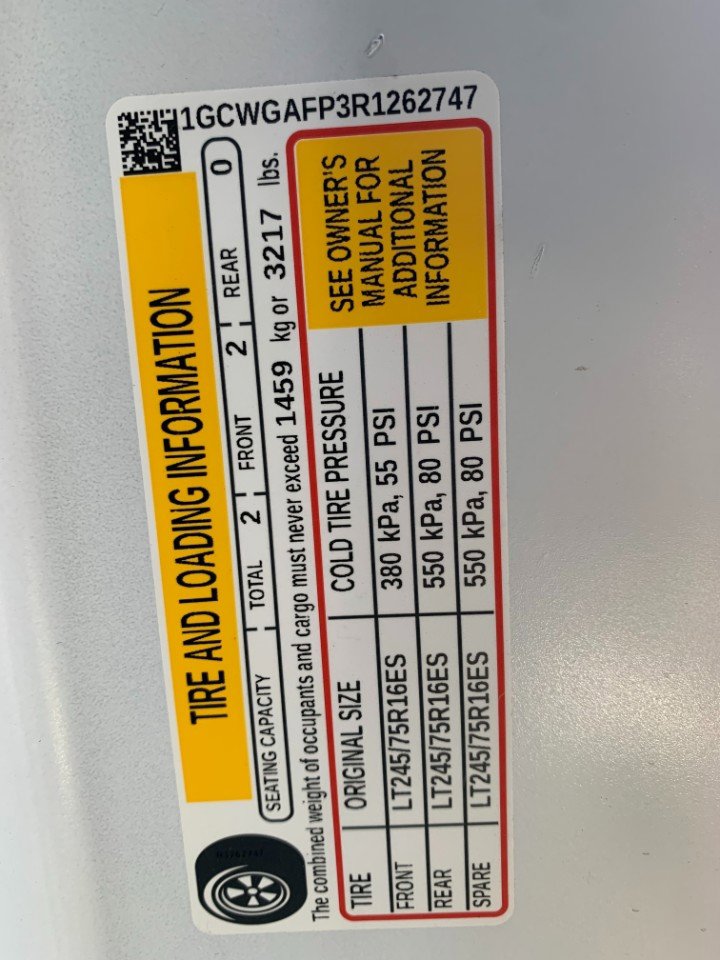 1GCWGAFP3R1262747
TIRE AND LOADING INFORMATION
SEATING CAPACITY TOTAL 2 FRONT 2 REAR 0
The combined weight of occupants and cargo must never exceed 1459 kg or 3217 lbs.
TIRE ORIGINAL SIZE COLD TIRE PRESSURE
FRONT LT245/75R16ES 380 kPa, 55 PSI
REAR LT245/75R16ES 550 kPa, 80 PSI
SPARE LT245/75R16ES 550 kPa, 80 PSI
SEE OWNER'S
MANUAL FOR
ADDITIONAL
INFORMATION